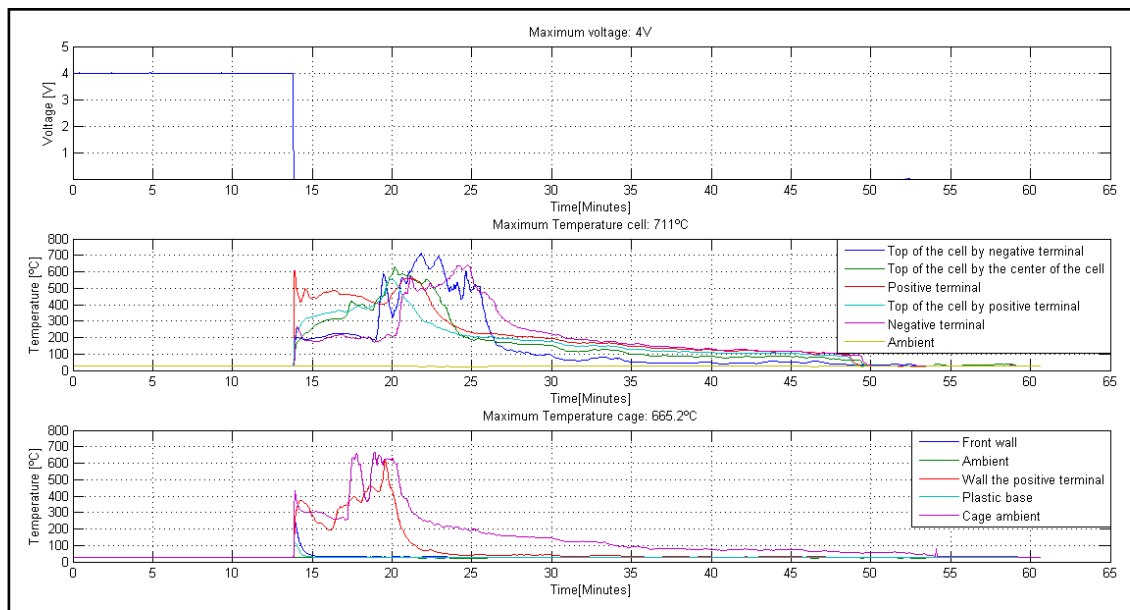 Maximum voltage: 4V
Voltage [V]
5
4
3
2
1
0 5 10 15 20 25 30 35 40 45 50 55 60 65
Time[Minutes]
Maximum Temperature cell: 711ºC
Temperature [ºC]
800
700
600
500
400
300
200
100
0
0 5 10 15 20 25 30 35 40 45 50 55 60 65
Time[Minutes]
Top of the cell by negative terminal
Top of the cell by the center of the cell
Positive terminal
Top of the cell by positive terminal
Negative terminal
Ambient
Maximum Temperature cage: 665.2ºC
Temperature [ºC]
800
700
600
500
400
300
200
100
0
0 5 10 15 20 25 30 35 40 45 50 55 60 65
Time[Minutes]
Front wall
Ambient
Wall the positive terminal
Plastic base
Cage ambient